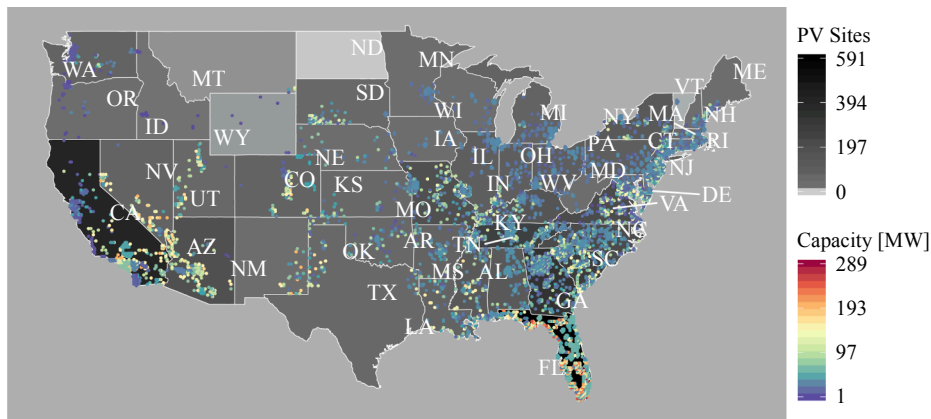 PV Sites
591
394
197
0
Capacity [MW]
289
193
97
1
WA
MT
ND
MN
ME
VT
OR
ID
SD
WI
MI
NY
MA
NH
WY
IA
PA
CT
RI
NV
NE
IL
OH
NJ
UT
CO
KS
IN
WV
MD
DE
CA
MO
KY
VA
AZ
NM
OK
AR
TN
NC
MS
AL
SC
TX
GA
LA
FL